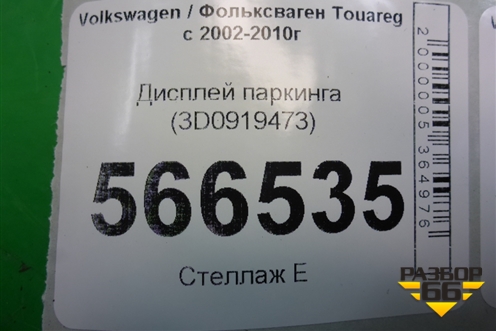 Volkswagen / Фольксваген Touareg
с 2002-2010г
Дисплей паркинга
(3D0919473)
566535
Стеллаж Е
2000005364976
РАЗБОР
66